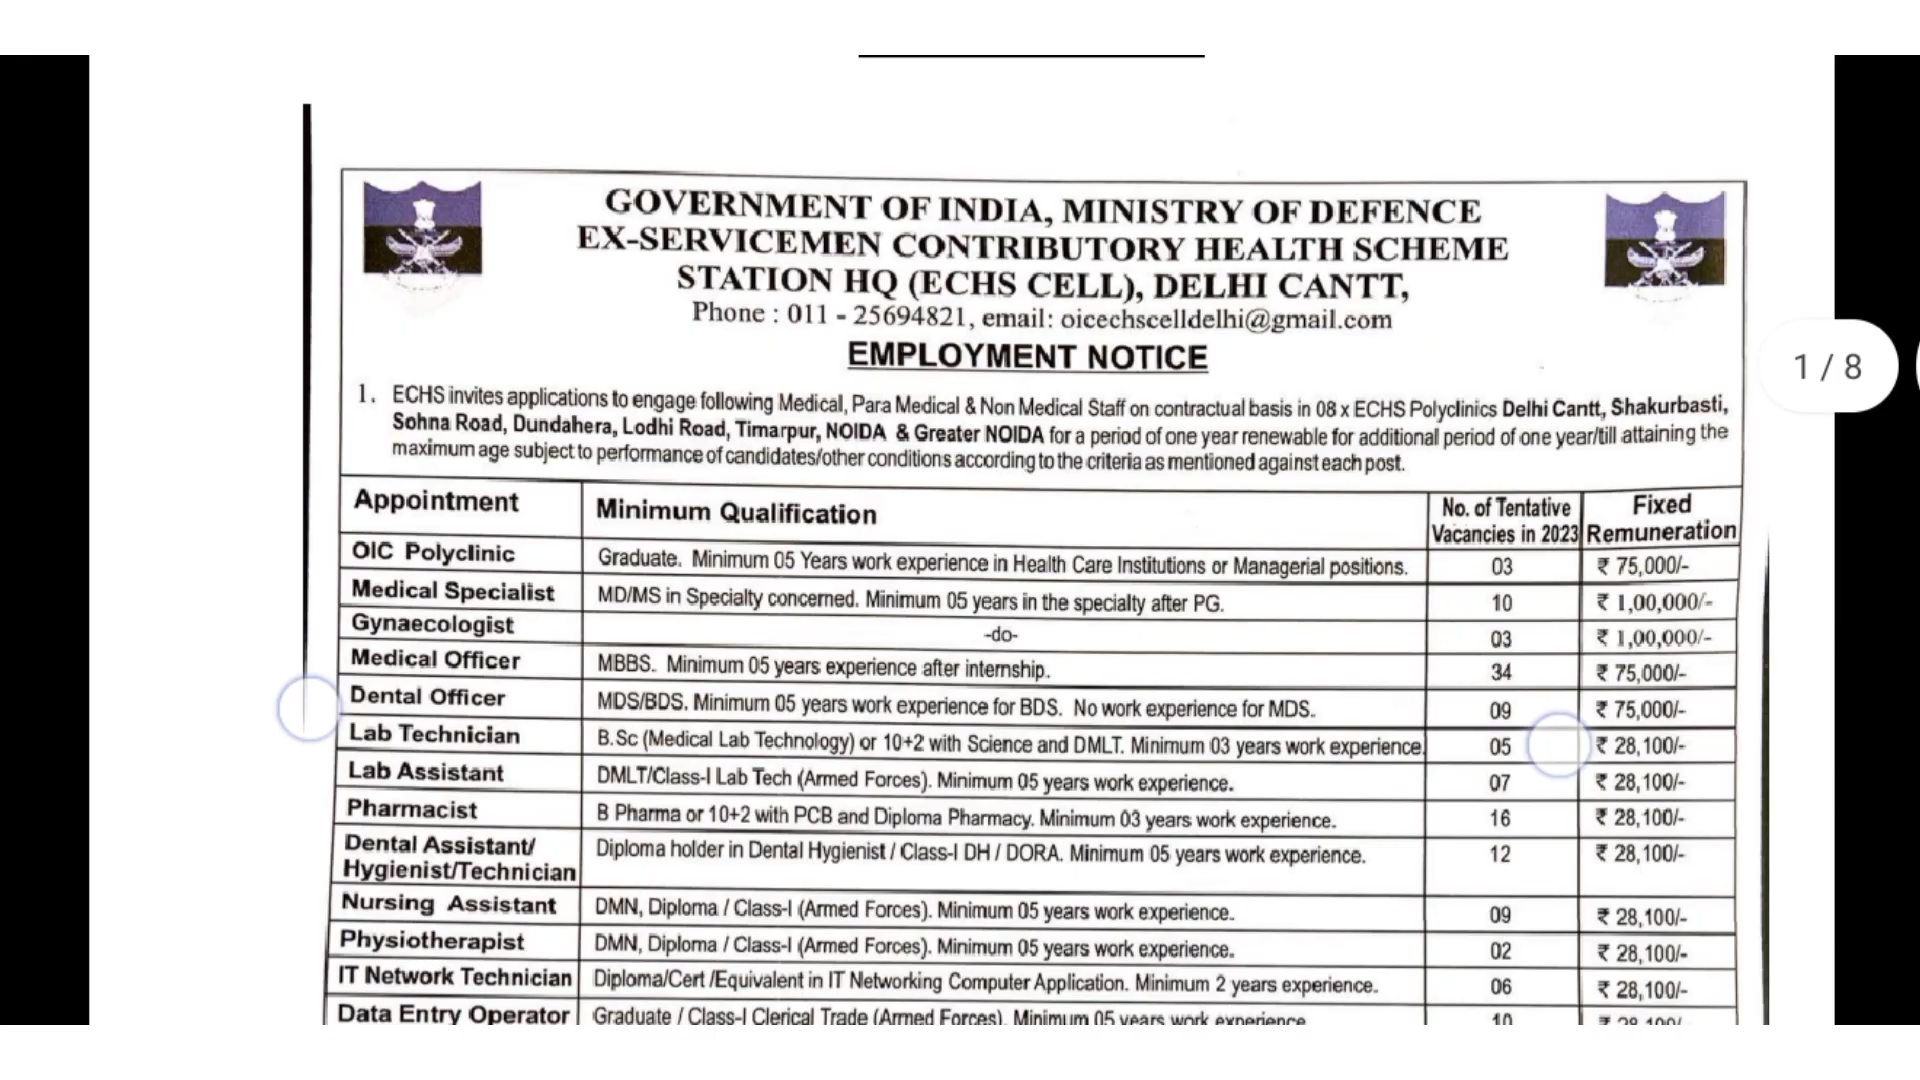 GOVERNMENT OF INDIA, MINISTRY OF DEFENCE
EX-SERVICEMEN CONTRIBUTORY HEALTH SCHEME
STATION HQ (ECHS CELL), DELHI CANTT,
Phone : 011 - 25694821, email: oicechscelldelhi@gmail.com
EMPLOYMENT NOTICE
1 / 8
1. ECHS invites applications to engage following Medical, Para Medical & Non Medical Staff on contractual basis in 08 x ECHS Polyclinics Delhi Cantt, Shakurbasti,
Sohna Road, Dundahera, Lodhi Road, Timarpur, NOIDA & Greater NOIDA for a period of one year renewable for additional period of one year/till attaining the
maximum age subject to performance of candidates/other conditions according to the criteria as mentioned against each post.
Appointment Minimum Qualification No. of Tentative Vacancies in 2023 Fixed Remuneration
OIC Polyclinic Graduate. Minimum 05 Years work experience in Health Care Institutions or Managerial positions. 03 ₹ 75,000/-
Medical Specialist MD/MS in Specialty concerned. Minimum 05 years in the specialty after PG. 10 ₹ 1,00,000/-
Gynaecologist -do- 03 ₹ 1,00,000/-
Medical Officer MBBS. Minimum 05 years experience after internship. 34 ₹ 75,000/-
Dental Officer MDS/BDS. Minimum 05 years work experience for BDS. No work experience for MDS. 09 ₹ 75,000/-
Lab Technician B.Sc (Medical Lab Technology) or 10+2 with Science and DMLT. Minimum 03 years work experience. 05 ₹ 28,100/-
Lab Assistant DMLT/Class-I Lab Tech (Armed Forces). Minimum 05 years work experience. 07 ₹ 28,100/-
Pharmacist B Pharma or 10+2 with PCB and Diploma Pharmacy. Minimum 03 years work experience. 16 ₹ 28,100/-
Dental Assistant/ Hygienist/Technician Diploma holder in Dental Hygienist / Class-I DH / DORA. Minimum 05 years work experience. 12 ₹ 28,100/-
Nursing Assistant DMN, Diploma / Class-I (Armed Forces). Minimum 05 years work experience. 09 ₹ 28,100/-
Physiotherapist DMN, Diploma / Class-I (Armed Forces). Minimum 05 years work experience. 02 ₹ 28,100/-
IT Network Technician Diploma/Cert /Equivalent in IT Networking Computer Application. Minimum 2 years experience. 06 ₹ 28,100/-
Data Entry Operator Graduate / Class-I Clerical Trade (Armed Forces). Minimum 05 years work experience 10